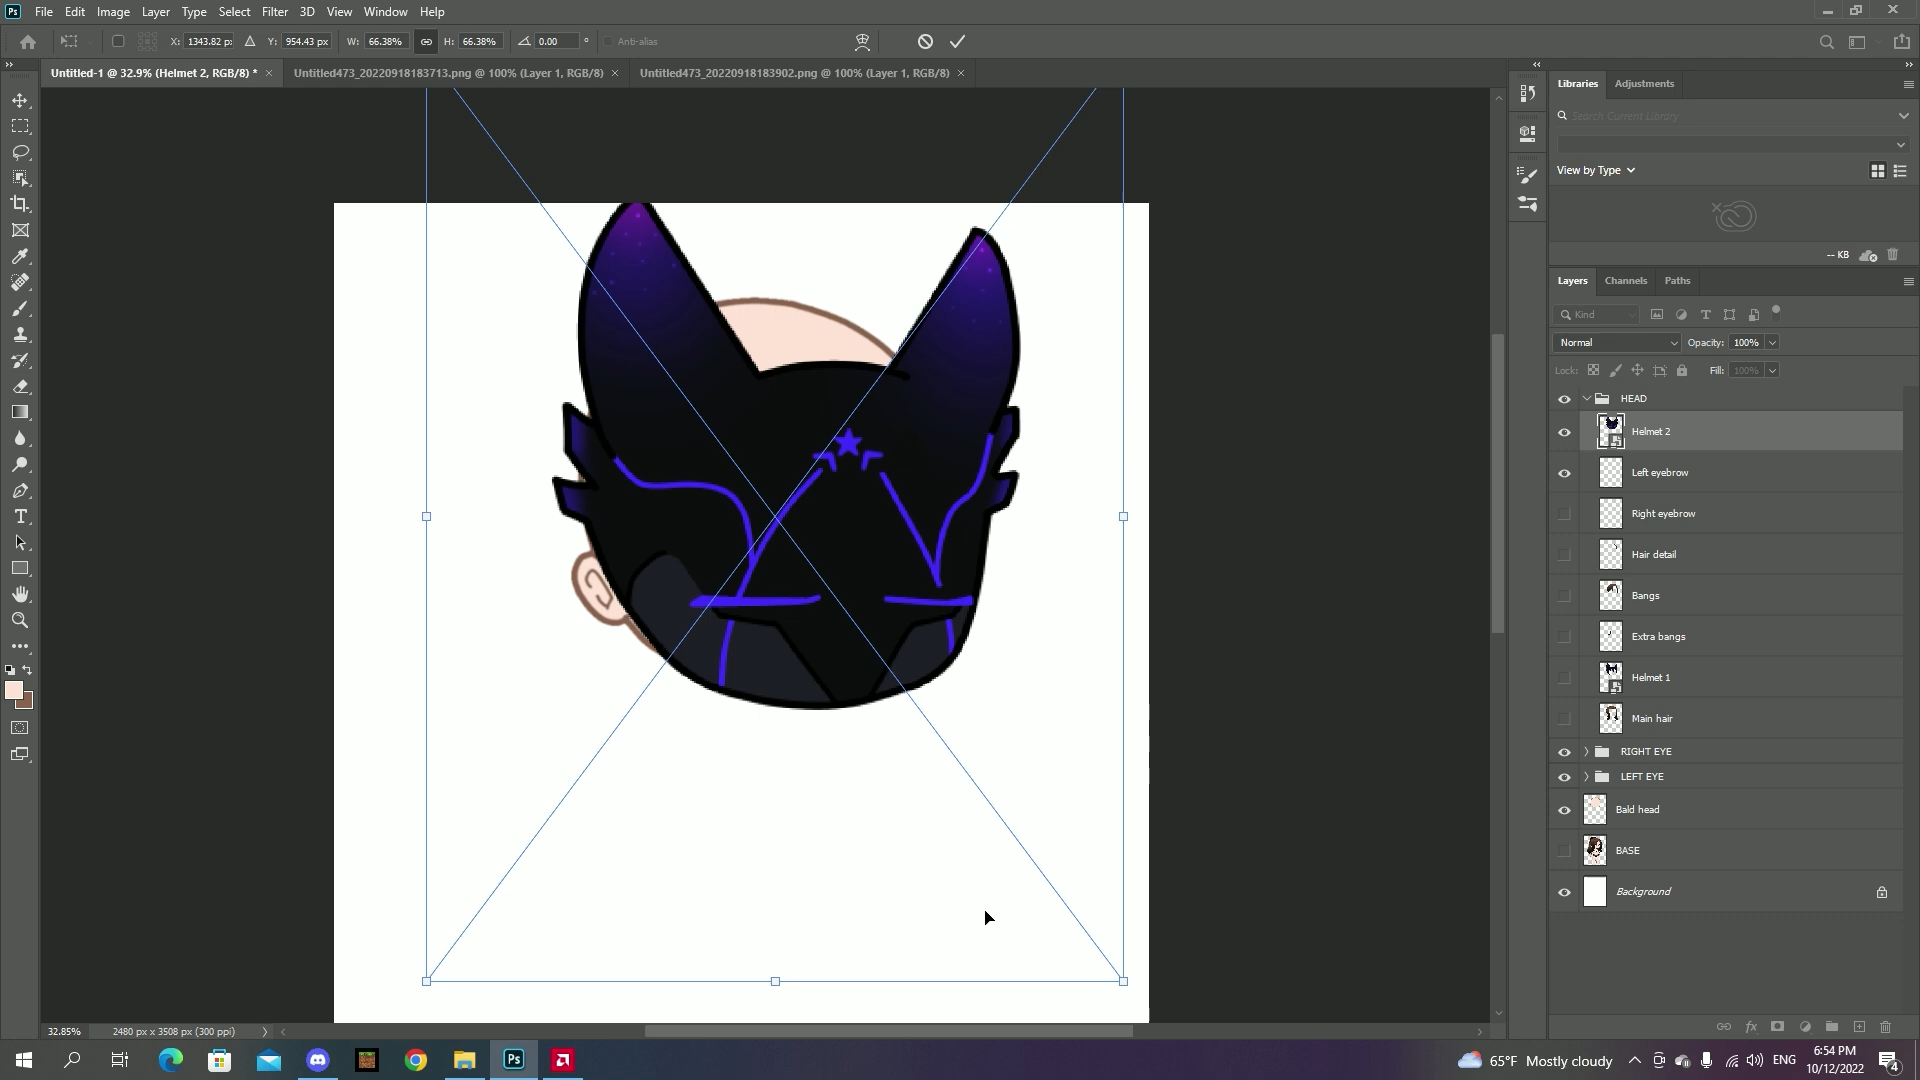 Ps File Edit Image Layer Type Select Filter 3D View Window Help
X: 1343.82 px Y: 954.43 px W: 66.38% H: 66.38% 0.00 ° Anti-alias
Untitled-1 @ 32.9% (Helmet 2, RGB/8) * × Untitled473_20220918183713.png @ 100% (Layer 1, RGB/8) × Untitled473_20220918183902.png @ 100% (Layer 1, RGB/8) ×
Libraries Adjustments
Search Current Library
View by Type
-- KB
Layers Channels Paths
Kind
Normal Opacity: 100%
Lock: Fill: 100%
HEAD
Helmet 2
Left eyebrow
Right eyebrow
Hair detail
Bangs
Extra bangs
Helmet 1
Main hair
RIGHT EYE
LEFT EYE
Bald head
BASE
Background
32.85% 2480 px x 3508 px (300 ppi)
Ps 65°F Mostly cloudy ENG
6:54 PM
10/12/2022
4